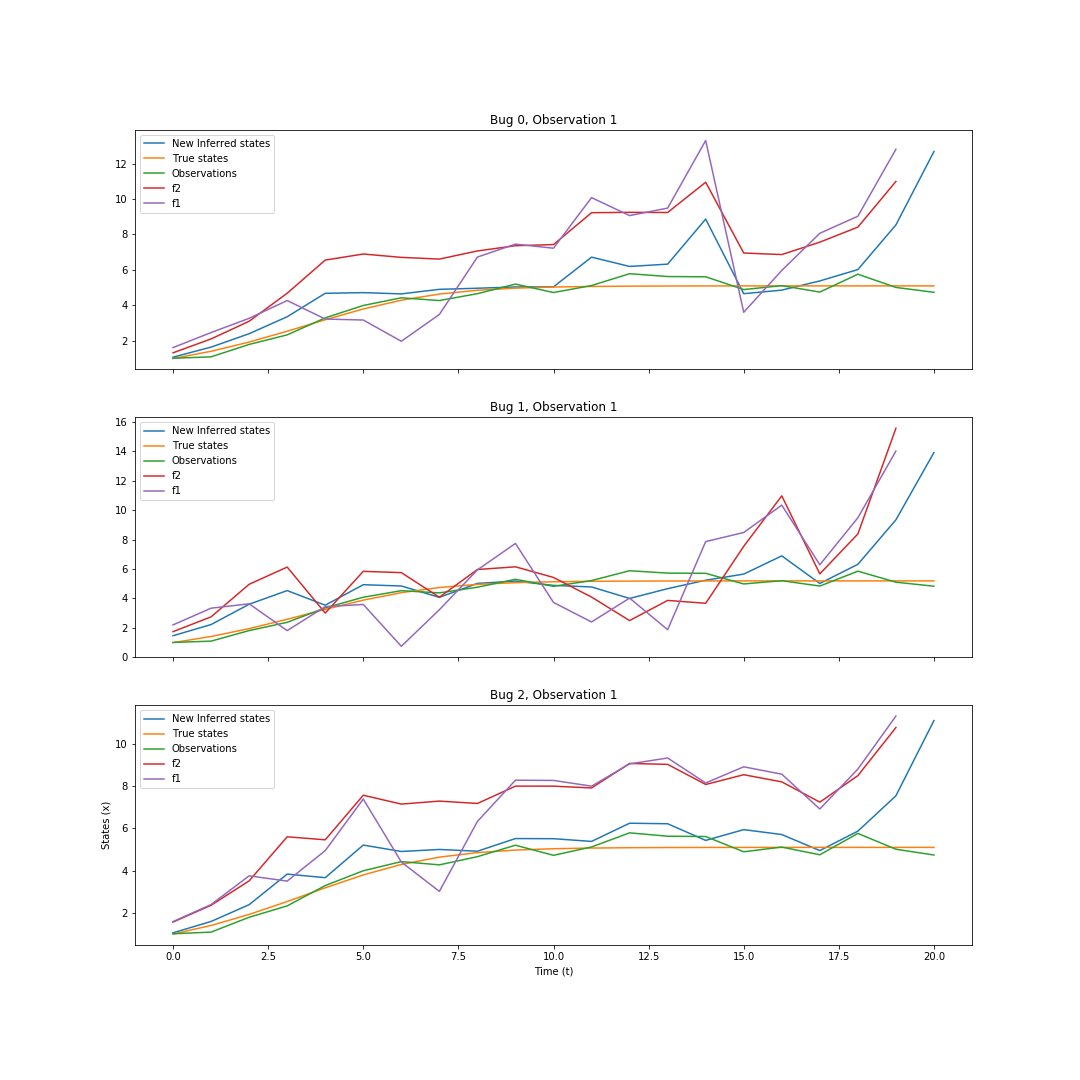 Bug 0, Observation 1
New Inferred states
True states
Observations
f2
f1
12
10
8
6
4
2
Bug 1, Observation 1
New Inferred states
True states
Observations
f2
f1
16
14
12
10
8
6
4
2
0
Bug 2, Observation 1
New Inferred states
True states
Observations
f2
f1
10
8
6
4
2
States (x)
0.0 2.5 5.0 7.5 10.0 12.5 15.0 17.5 20.0
Time (t)